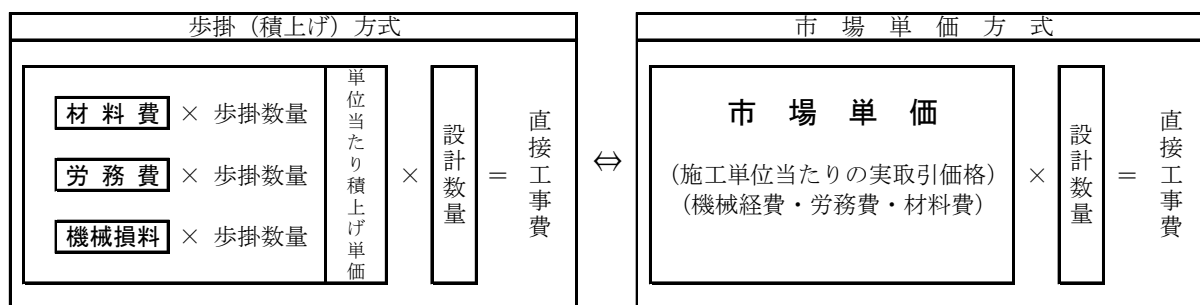 歩掛（積上げ）方式
材料費 × 歩掛数量
労務費 × 歩掛数量
機械損料 × 歩掛数量
単位当たり積上げ単価
×
設計数量
=
直接工事費
⇔
市場単価方式
市場単価
(施工単位当たりの実取引価格)
(機械経費・労務費・材料費)
×
設計数量
=
直接工事費